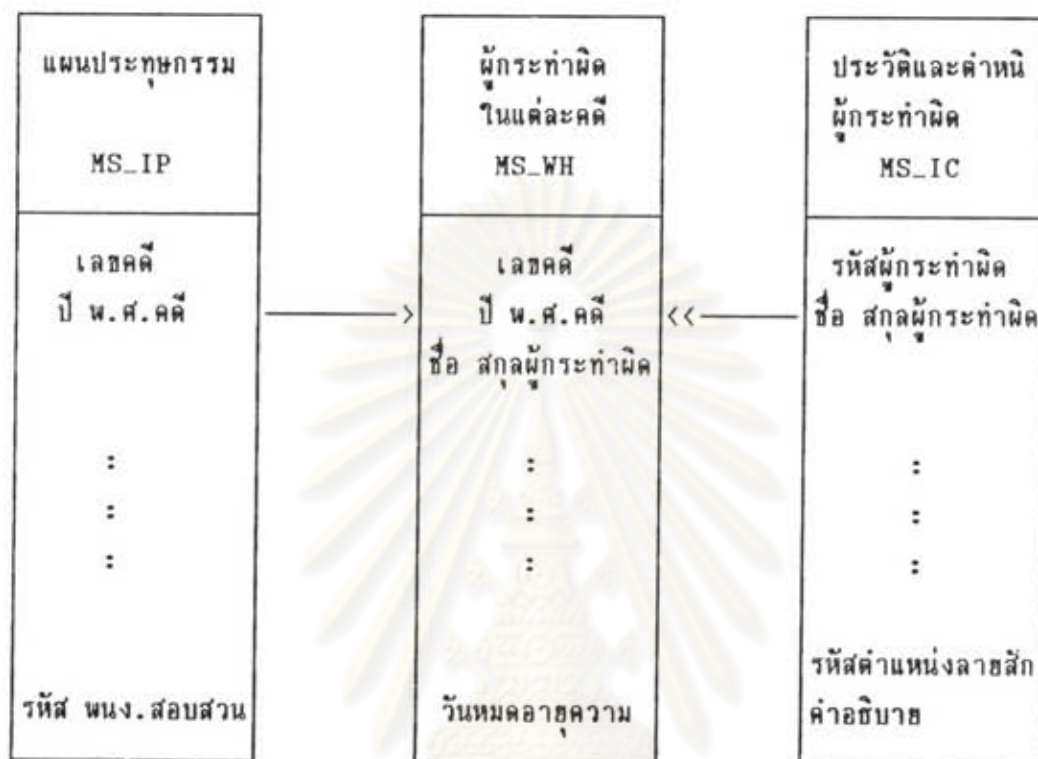 แผนประทุษกรรม
MS_IP
เลขคดี
ปี พ.ศ.คดี
:
:
:
รหัส พนง.สอบสวน
ผู้กระทำผิด
ในแต่ละคดี
MS_WH
เลขคดี
ปี พ.ศ.คดี
ชื่อ สกุลผู้กระทำผิด
:
:
:
วันหมดอายุความ
ประวัติและตำหนิ
ผู้กระทำผิด
MS_IC
รหัสผู้กระทำผิด
ชื่อ สกุลผู้กระทำผิด
:
:
:
รหัสตำแหน่งลายสัก
คำอธิบาย